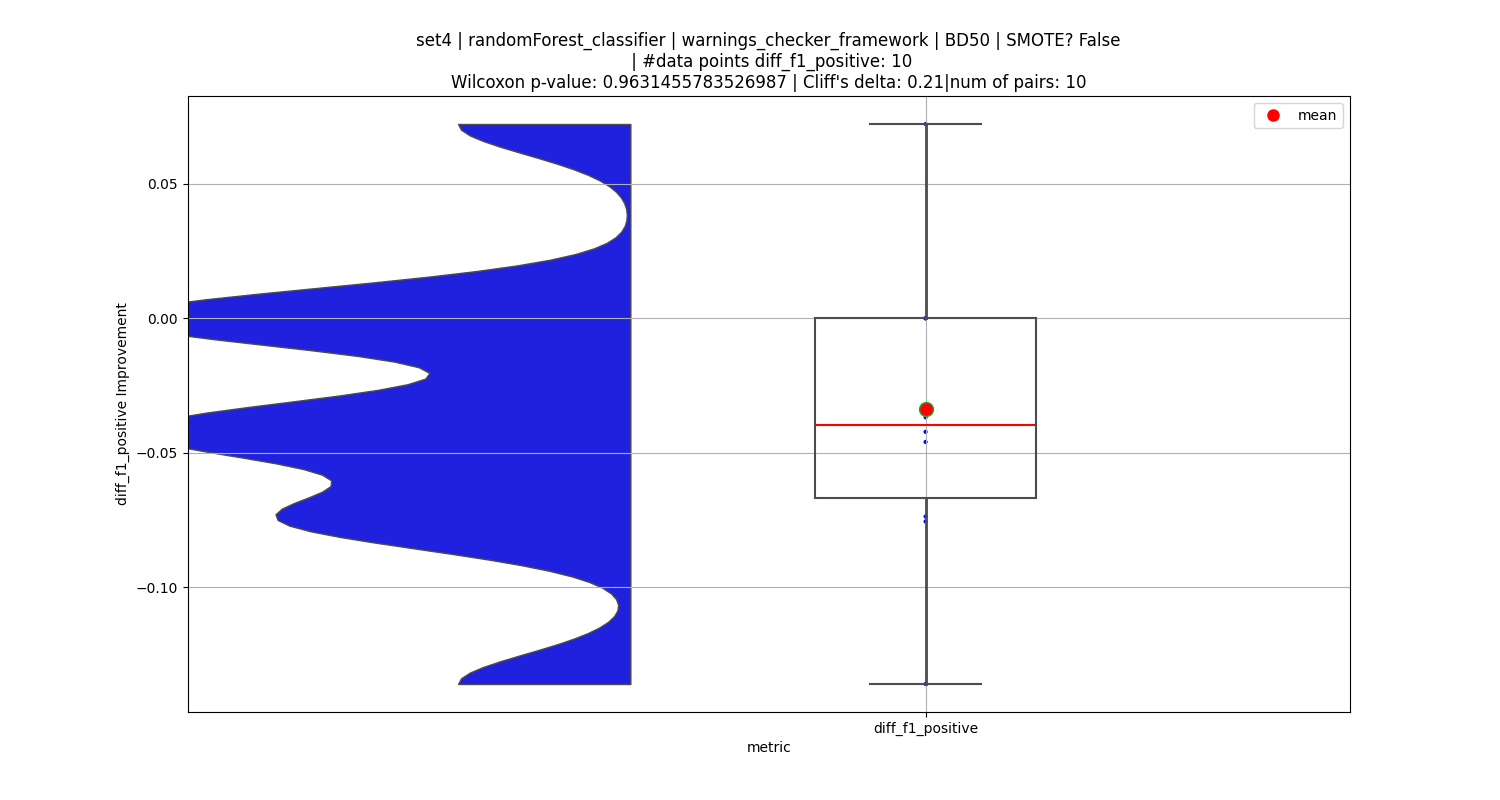 set4 | randomForest_classifier | warnings_checker_framework | BD50 | SMOTE? False
| #data points diff_f1_positive: 10
Wilcoxon p-value: 0.9631455783526987 | Cliff's delta: 0.21|num of pairs: 10
mean
0.05
0.00
−0.05
−0.10
diff_f1_positive Improvement
diff_f1_positive
metric